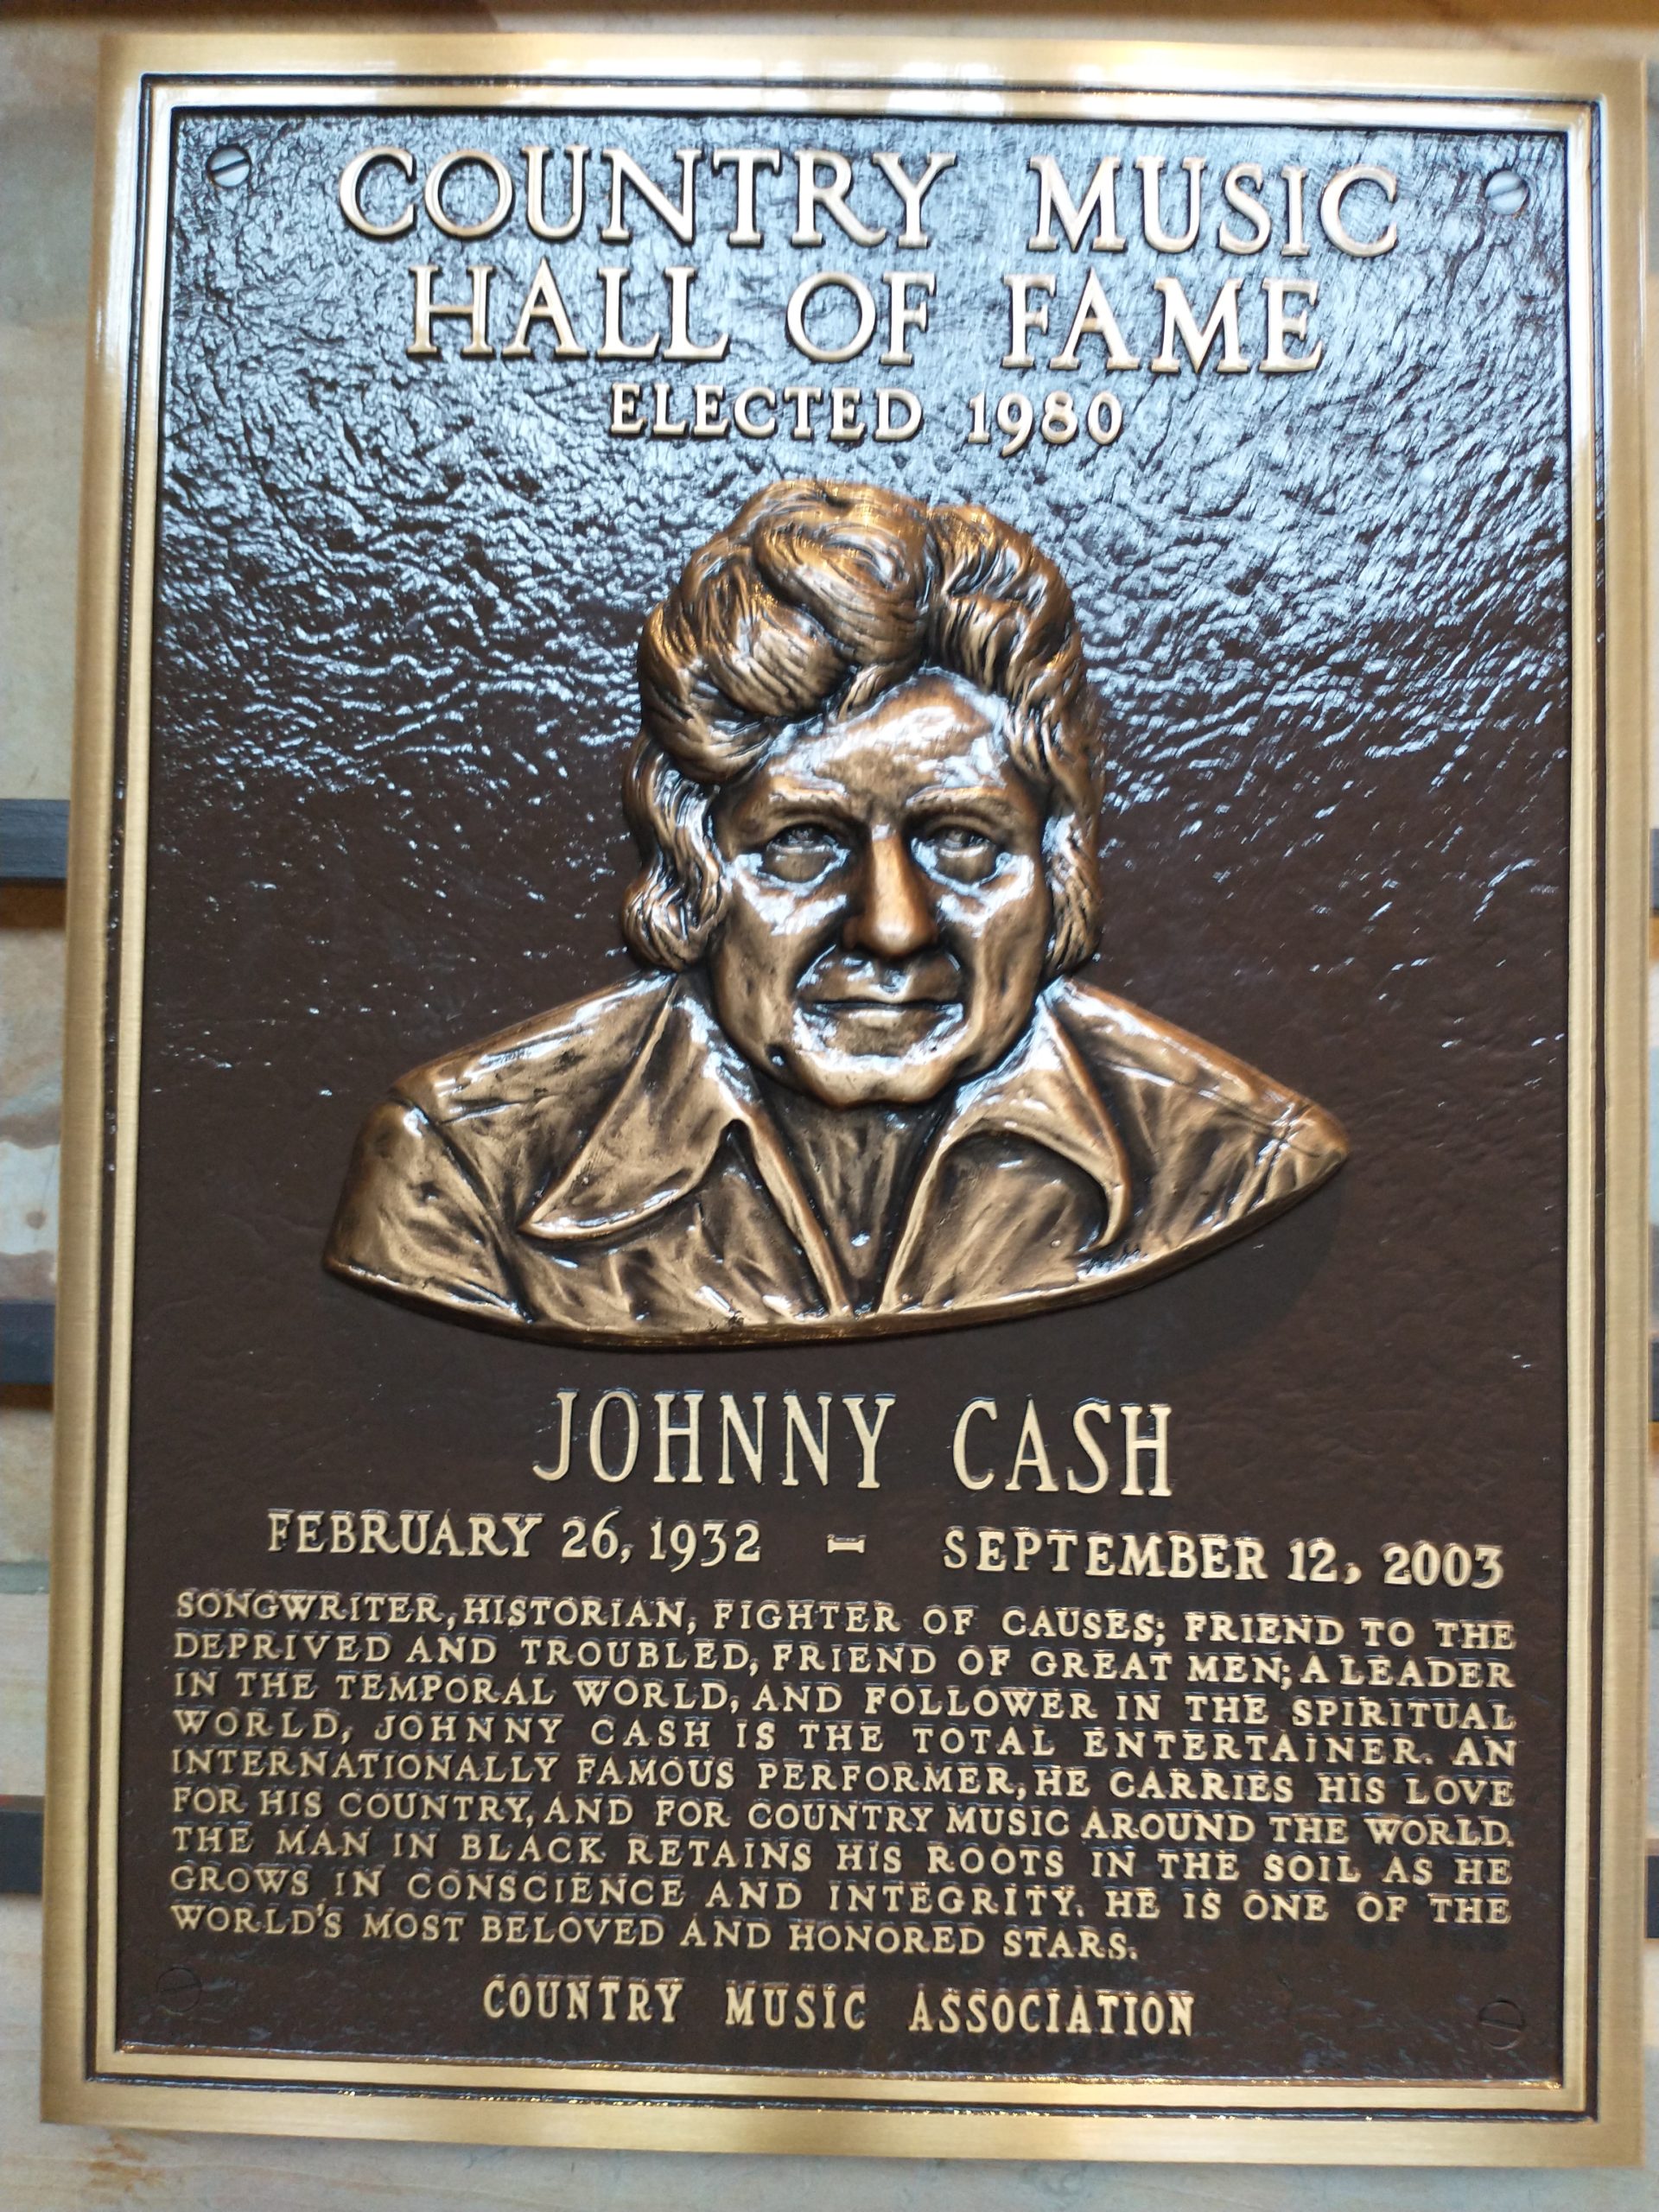 COUNTRY MUSIC
HALL OF FAME
ELECTED 1980
JOHNNY CASH
FEBRUARY 26, 1932 - SEPTEMBER 12, 2003
SONGWRITER, HISTORIAN, FIGHTER OF CAUSES; FRIEND TO THE
DEPRIVED AND TROUBLED, FRIEND OF GREAT MEN; A LEADER
IN THE TEMPORAL WORLD, AND FOLLOWER IN THE SPIRITUAL
WORLD, JOHNNY CASH IS THE TOTAL ENTERTAINER. AN
INTERNATIONALLY FAMOUS PERFORMER, HE CARRIES HIS LOVE
FOR HIS COUNTRY, AND FOR COUNTRY MUSIC AROUND THE WORLD.
THE MAN IN BLACK RETAINS HIS ROOTS IN THE SOIL AS HE
GROWS IN CONSCIENCE AND INTEGRITY. HE IS ONE OF THE
WORLD'S MOST BELOVED AND HONORED STARS.
COUNTRY MUSIC ASSOCIATION